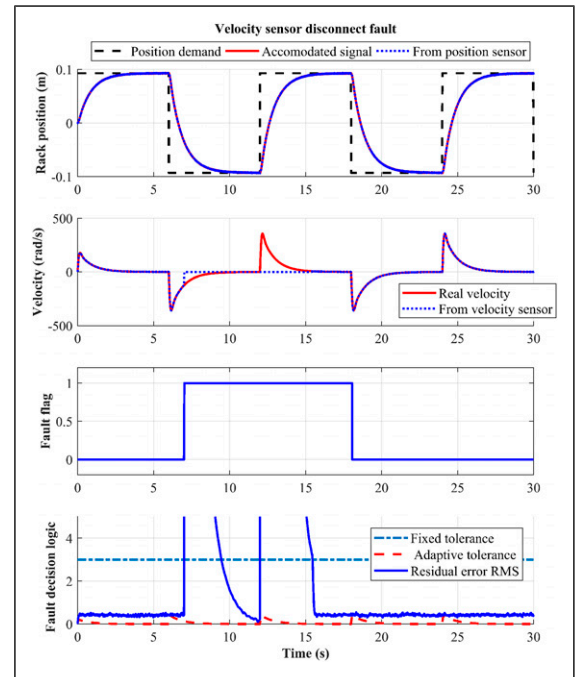 Velocity sensor disconnect fault
Position demand Accomodated signal From position sensor
0.1
0
-0.1
Rack position (m)
0 5 10 15 20 25 30
500
0
-500
Velocity (rad/s)
Real velocity
From velocity sensor
0 5 10 15 20 25 30
1
0.5
0
Fault flag
0 5 10 15 20 25 30
4
2
0
Fault decision logic
Fixed tolerance
Adaptive tolerance
Residual error RMS
0 5 10 15 20 25 30
Time (s)